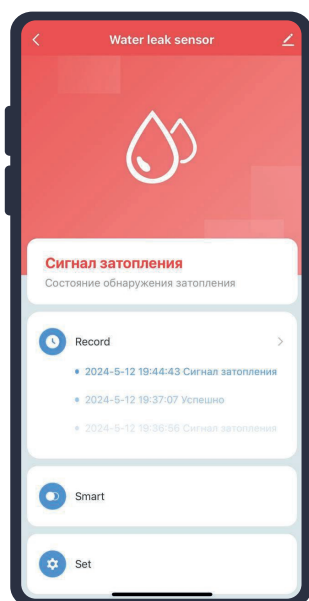 Water leak sensor
Сигнал затопления
Состояние обнаружения затопления
Record
2024-5-12 19:44:43 Сигнал затопления
2024-5-12 19:37:07 Успешно
2024-5-12 19:36:56 Сигнал затопления
Smart
Set